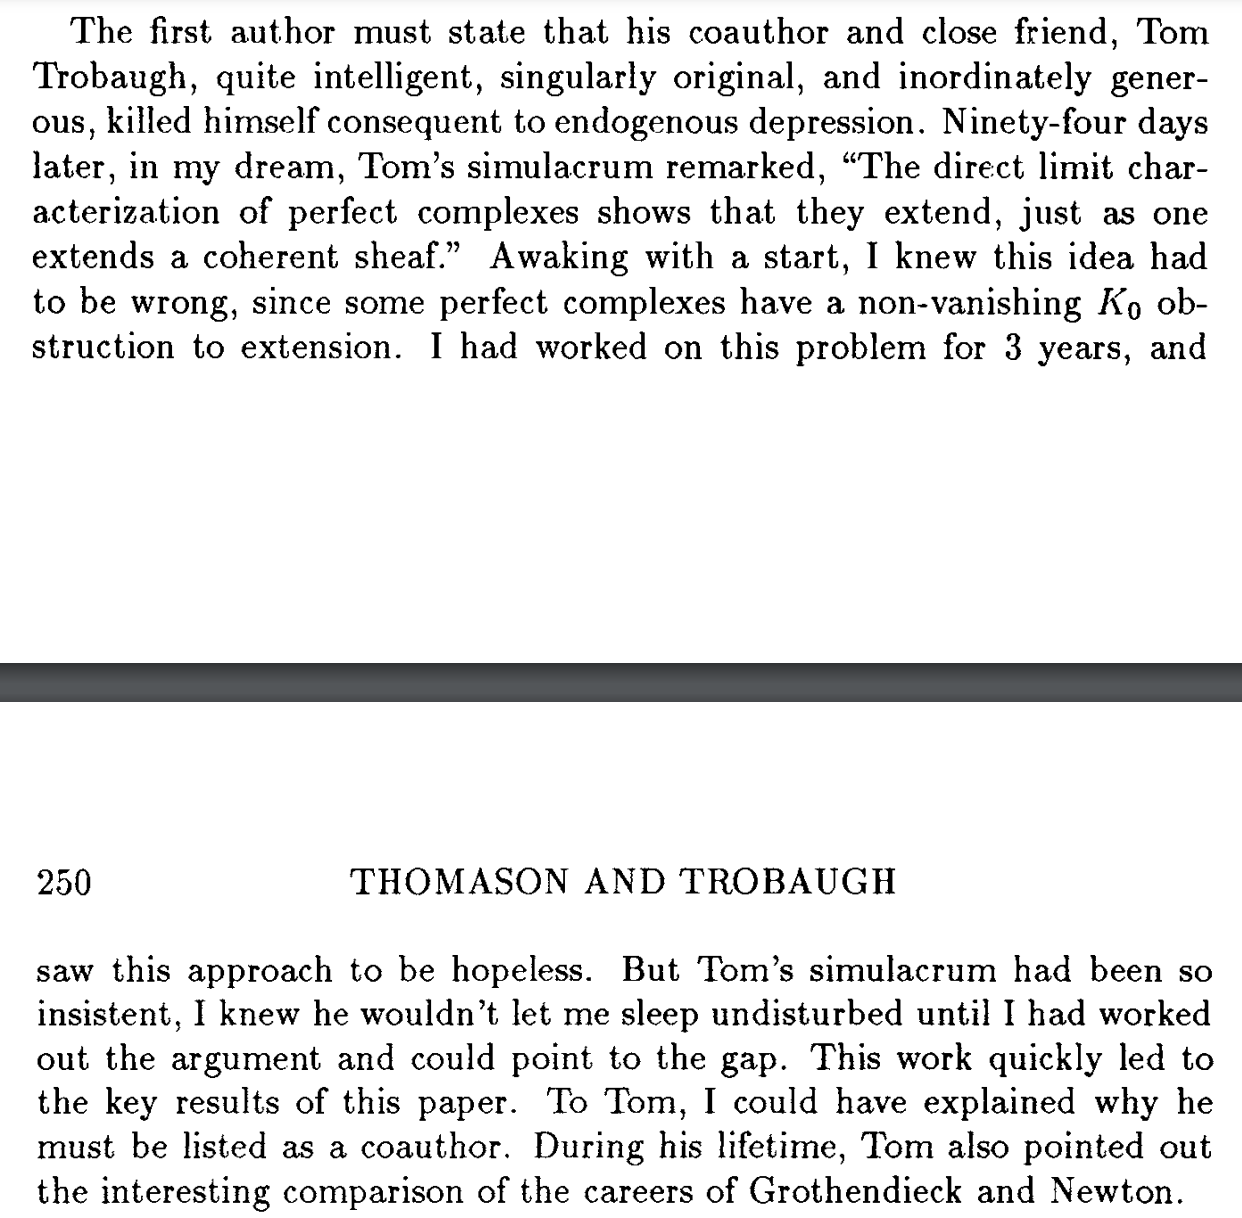 The first author must state that his coauthor and close friend, Tom
Trobaugh, quite intelligent, singularly original, and inordinately gener-
ous, killed himself consequent to endogenous depression. Ninety-four days
later, in my dream, Tom's simulacrum remarked, “The direct limit char-
acterization of perfect complexes shows that they extend, just as one
extends a coherent sheaf.” Awaking with a start, I knew this idea had
to be wrong, since some perfect complexes have a non-vanishing K₀ ob-
struction to extension. I had worked on this problem for 3 years, and
250 THOMASON AND TROBAUGH
saw this approach to be hopeless. But Tom's simulacrum had been so
insistent, I knew he wouldn't let me sleep undisturbed until I had worked
out the argument and could point to the gap. This work quickly led to
the key results of this paper. To Tom, I could have explained why he
must be listed as a coauthor. During his lifetime, Tom also pointed out
the interesting comparison of the careers of Grothendieck and Newton.